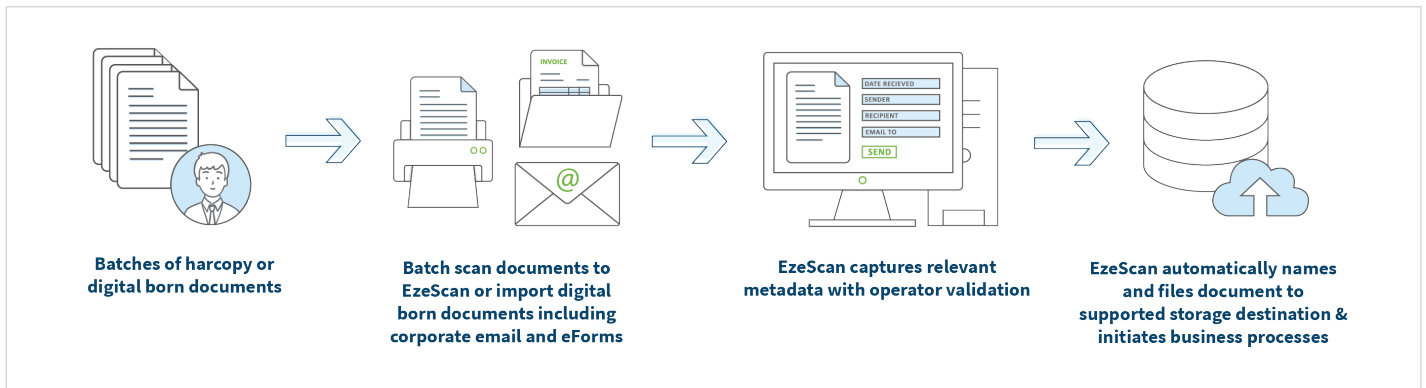 INVOICE
@
DATE RECIEVED
SENDER
RECIPIENT
EMAIL TO
SEND
Batches of harcopy or
digital born documents
Batch scan documents to
EzeScan or import digital
born documents including
corporate email and eForms
EzeScan captures relevant
metadata with operator validation
EzeScan automatically names
and files document to
supported storage destination &
initiates business processes